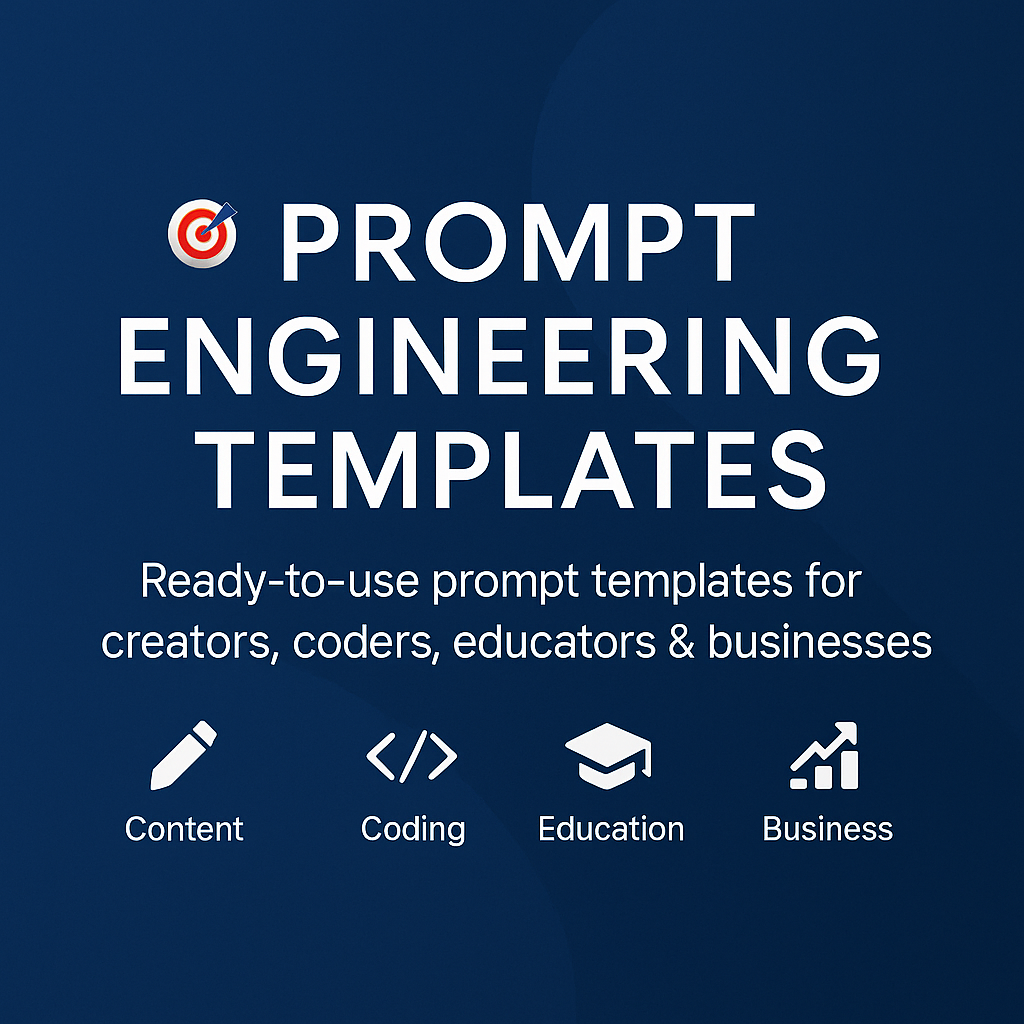 PROMPT
ENGINEERING
TEMPLATES
Ready-to-use prompt templates for
creators, coders, educators & businesses
Content
Coding
Education
Business